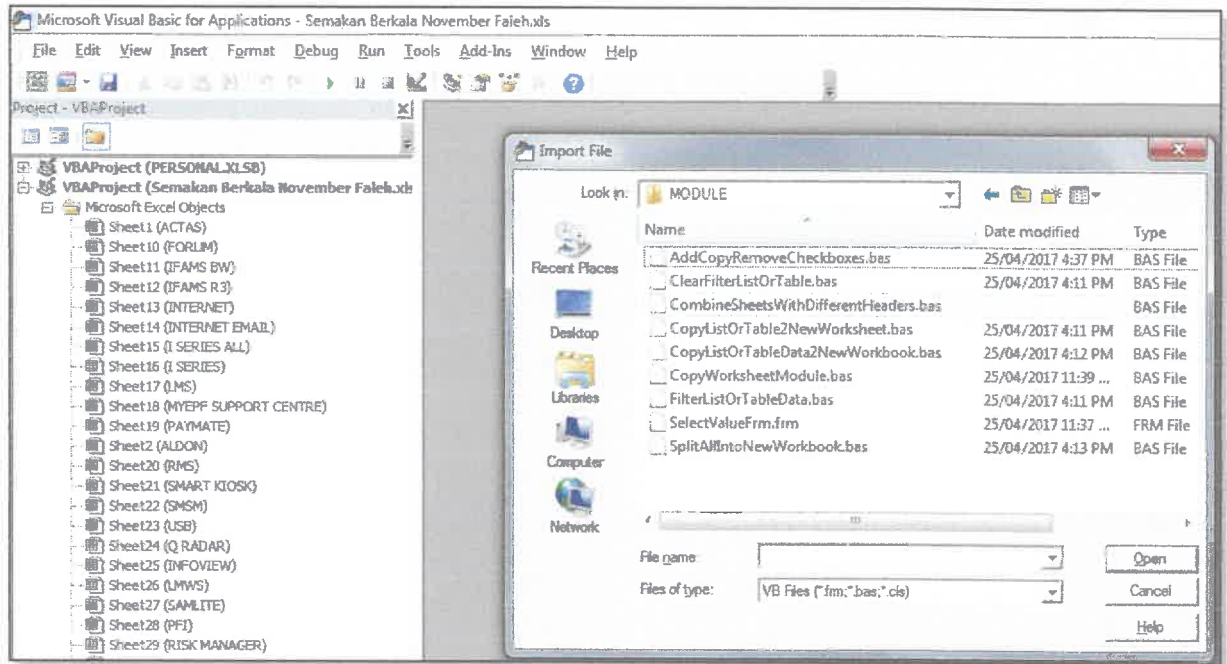 Microsoft Visual Basic for Applications - Semakan Berkala November Faieh.xls
File Edit View Insert Format Debug Run Tools Add-Ins Window Help
Project - VBAProject
VBAProject (PERSONAL.XLSB)
VBAProject (Semakan Berkala November Faieh.xls
Microsoft Excel Objects
Sheet1 (ACTAS)
Sheet10 (FORUM)
Sheet11 (IFAMS BW)
Sheet12 (IFAMS R3)
Sheet13 (INTERNET)
Sheet14 (INTERNET EMAIL)
Sheet15 (I SERIES ALL)
Sheet16 (I SERIES)
Sheet17 (LMS)
Sheet18 (MYEPF SUPPORT CENTRE)
Sheet19 (PAYMATE)
Sheet2 (ALDON)
Sheet20 (RMS)
Sheet21 (SMART KIOSK)
Sheet22 (SMSM)
Sheet23 (USB)
Sheet24 (Q RADAR)
Sheet25 (INFOVIEW)
Sheet26 (LMWS)
Sheet27 (SAMLITE)
Sheet28 (PFI)
Sheet29 (RISK MANAGER)
Import File
Look in: MODULE
Name Date modified Type
AddCopyRemoveCheckboxes.bas 25/04/2017 4:37 PM BAS File
ClearFilterListOrTable.bas 25/04/2017 4:11 PM BAS File
CombineSheetsWithDifferentHeaders.bas BAS File
CopyListOrTable2NewWorksheet.bas 25/04/2017 4:11 PM BAS File
CopyListOrTableData2NewWorkbook.bas 25/04/2017 4:12 PM BAS File
CopyWorksheetModule.bas 25/04/2017 11:39 ... BAS File
FilterListOrTableData.bas 25/04/2017 4:11 PM BAS File
SelectValueFrm.frm 25/04/2017 11:37 ... FRM File
SplitAllIntoNewWorkbook.bas 25/04/2017 4:13 PM BAS File
Recent Places
Desktop
Libraries
Computer
Network
File name: Open
Files of type: VB Files (*.frm;*.bas;*.cls) Cancel
Help